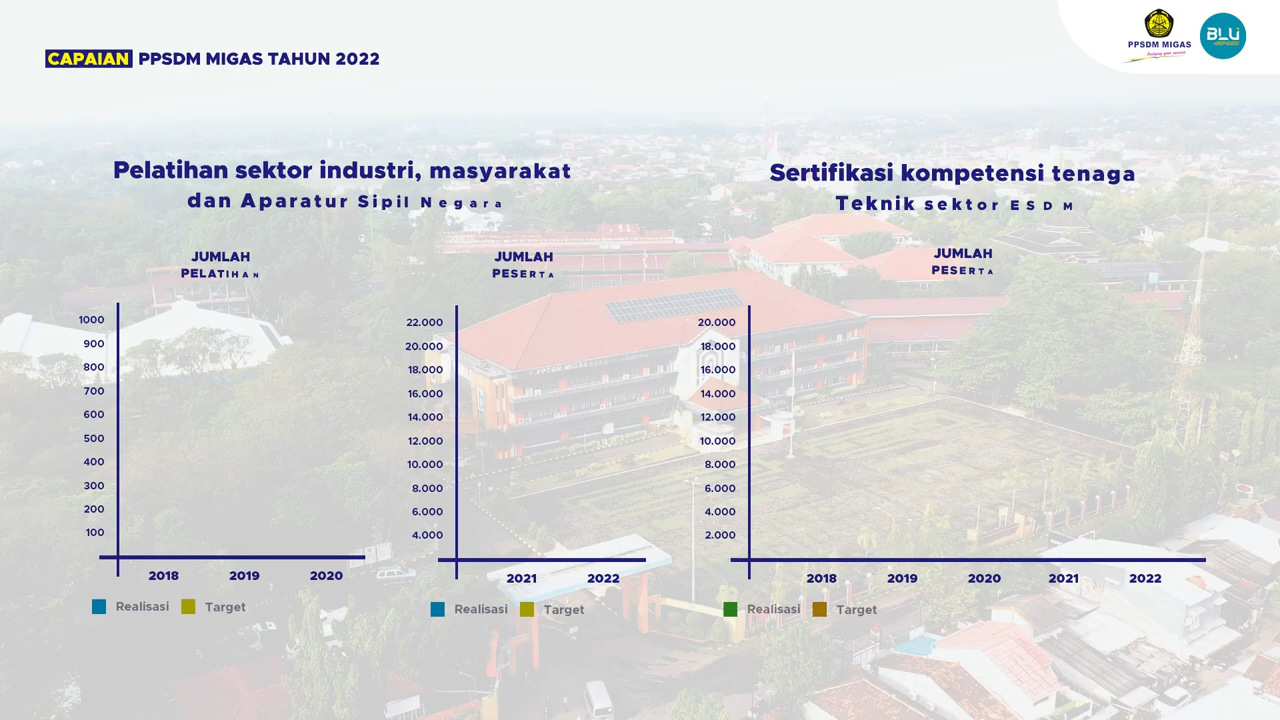 CAPAIAN PPSDM MIGAS TAHUN 2022
PPSDM MIGAS
BLU
Pelatihan sektor industri, masyarakat
dan Aparatur Sipil Negara
JUMLAH
PELATIHAN
1000
900
800
700
600
500
400
300
200
100
2018 2019 2020
Realisasi Target
JUMLAH
PESERTA
22.000
20.000
18.000
16.000
14.000
12.000
10.000
8.000
6.000
4.000
2021 2022
Realisasi Target
Sertifikasi kompetensi tenaga
Teknik sektor ESDM
JUMLAH
PESERTA
20.000
18.000
16.000
14.000
12.000
10.000
8.000
6.000
4.000
2.000
2018 2019 2020 2021 2022
Realisasi Target